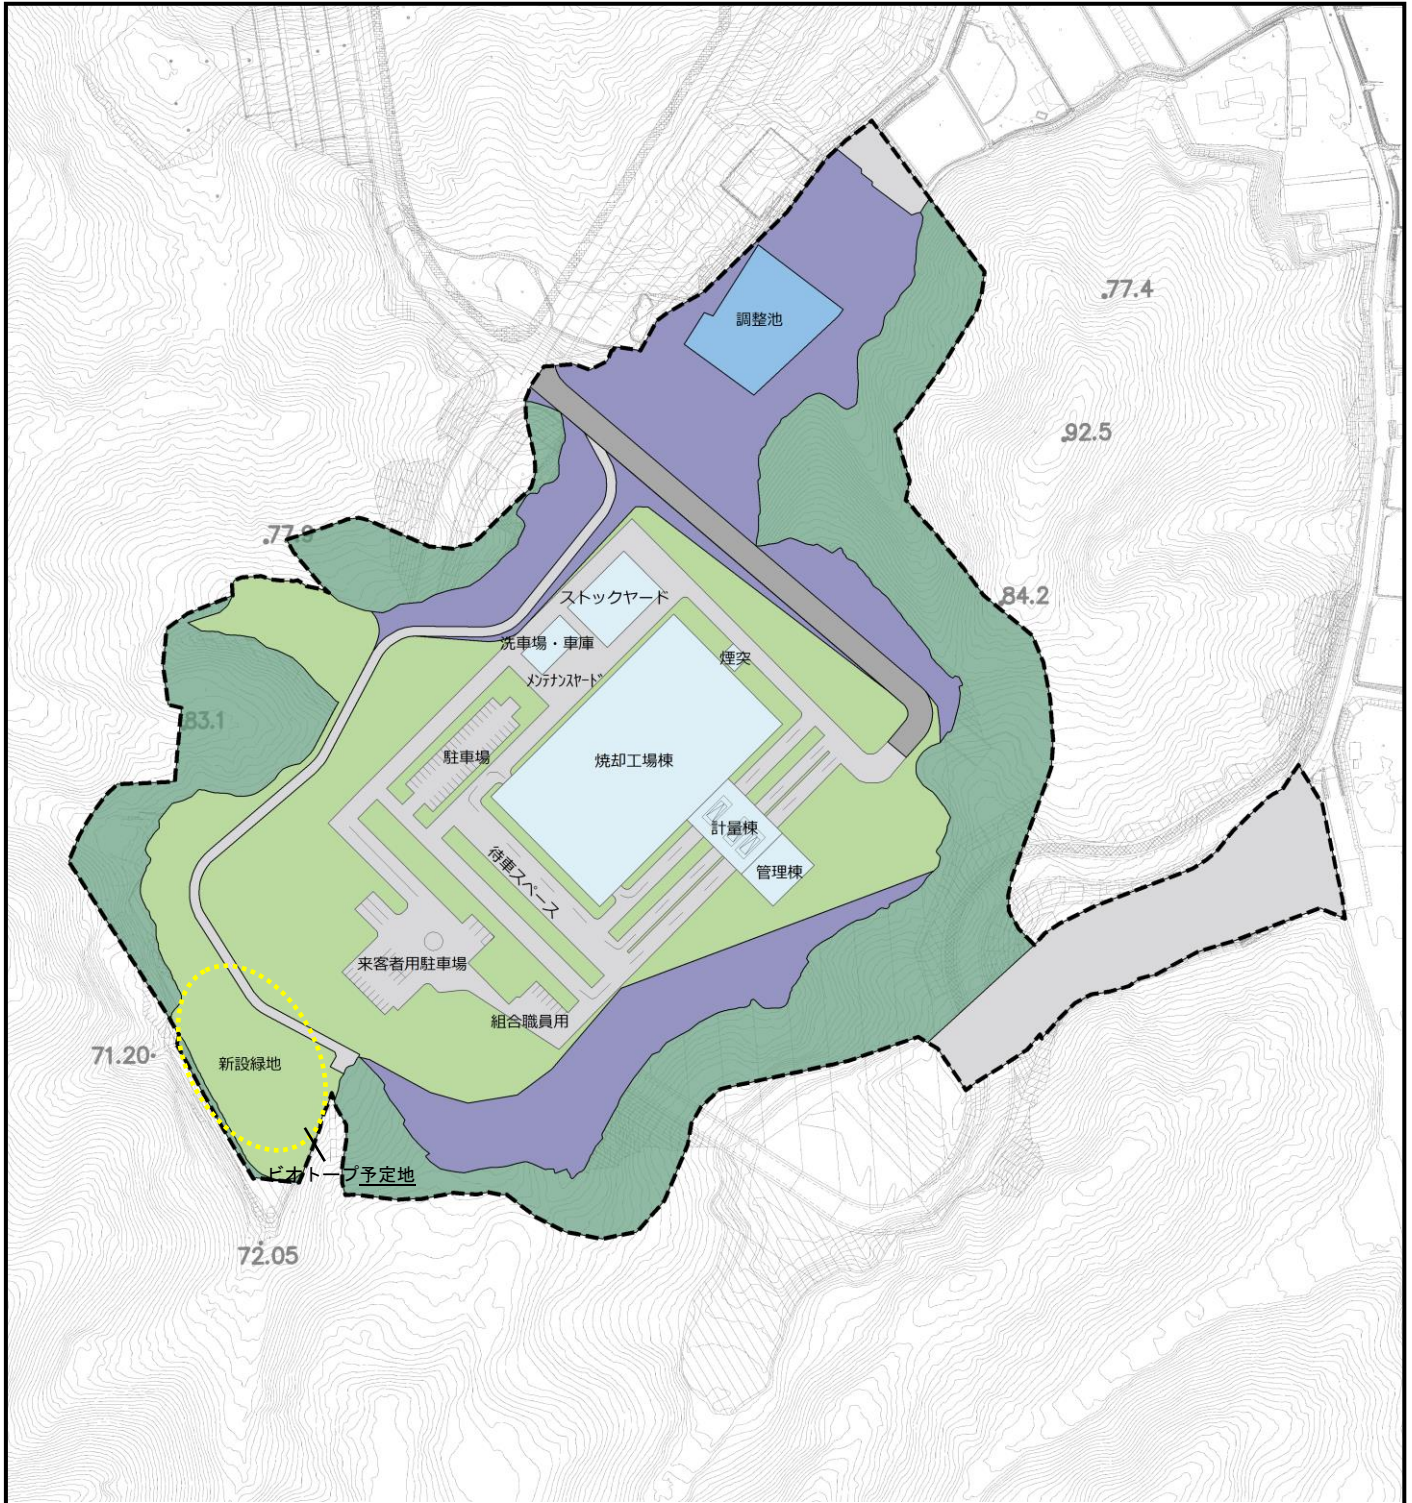 77.4
調整池
92.5
77.9
ストックヤード
84.2
洗車場・車庫
煙突
メンテナンスヤード
83.1
駐車場
焼却工場棟
計量棟
待車スペース
管理棟
来客者用駐車場
組合職員用
71.20
新設緑地
ビオトープ予定地
72.05